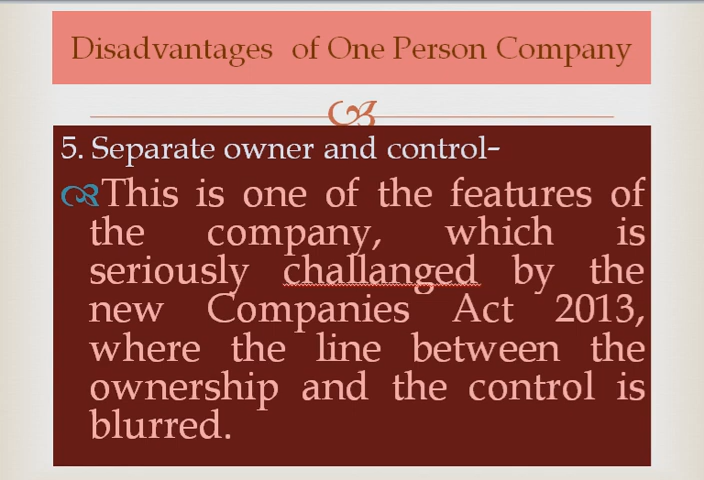 Disadvantages of One Person Company
5. Separate owner and control-
This is one of the features of
the company, which is
seriously challanged by the
new Companies Act 2013,
where the line between the
ownership and the control is
blurred.